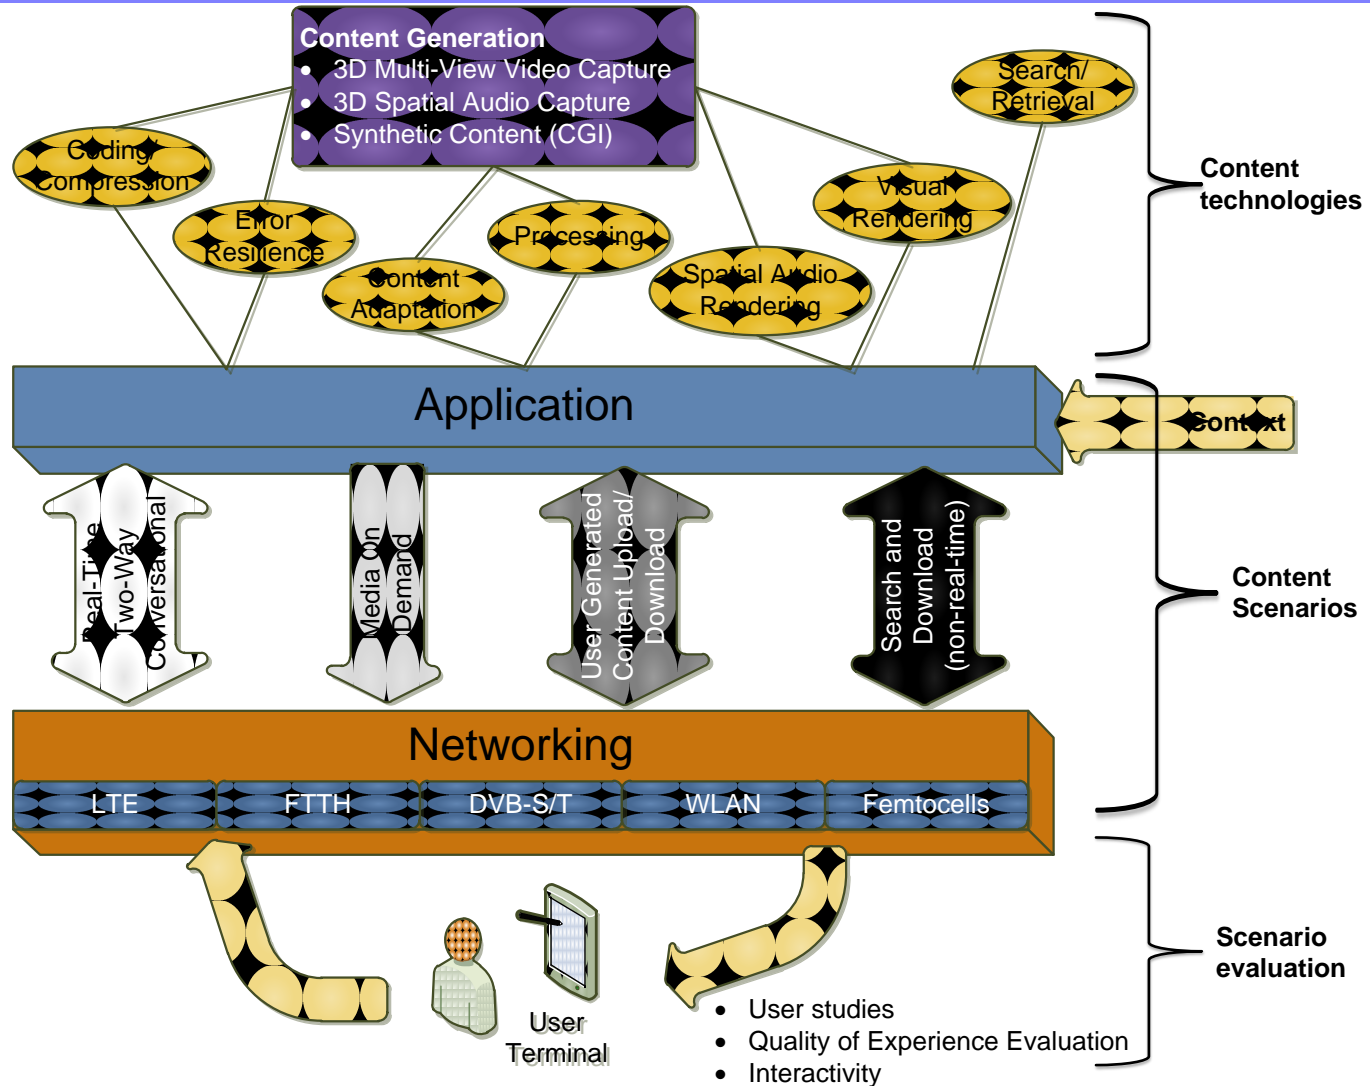 Content Generation
• 3D Multi-View Video Capture
• 3D Spatial Audio Capture
• Synthetic Content (CGI)
Search/
Retrieval
Coding/
Compression
Error
Resilience
Content
Adaptation
Processing
Spatial Audio
Rendering
Visual
Rendering
Content
technologies
Application
Context
Real-Time
Two-Way
Conversational
Media On
Demand
User Generated
Content Upload/
Download
Search and
Download
(non-real-time)
Content
Scenarios
Networking
LTE
FTTH
DVB-S/T
WLAN
Femtocells
User
Terminal
• User studies
• Quality of Experience Evaluation
• Interactivity
Scenario
evaluation